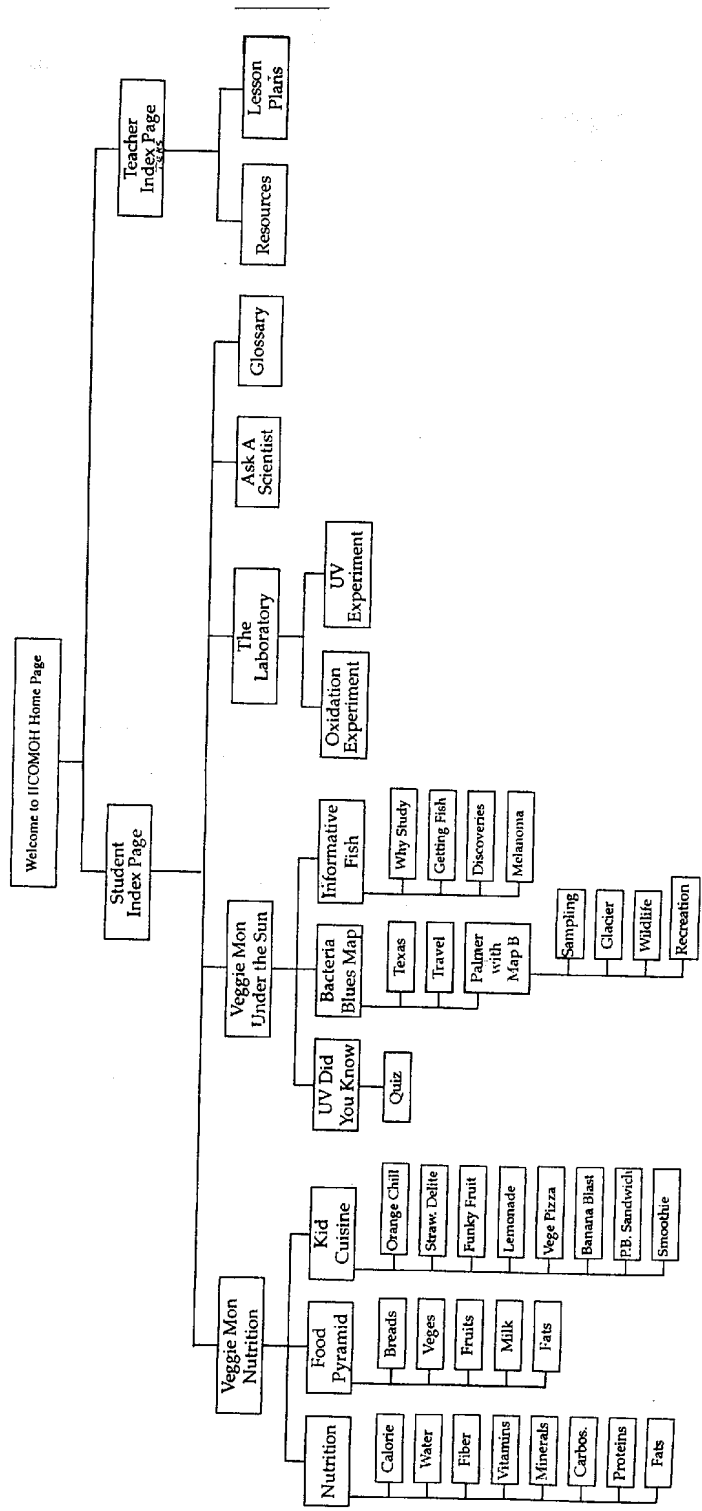 Welcome to IICOMOH Home Page
Student
Index Page
Teacher
Index Page
Veggie Mon
Nutrition
Veggie Mon
Under the Sun
The
Laboratory
Ask A
Scientist
Glossary
Resources
Lesson
Plans
Nutrition
Calorie
Water
Fiber
Vitamins
Minerals
Carbos.
Proteins
Fats
Food
Pyramid
Breads
Veges
Fruits
Milk
Fats
Kid
Cuisine
Orange Chill
Straw. Delite
Funky Fruit
Lemonade
Vege Pizza
Banana Blast
P.B. Sandwich
Smoothie
UV Did
You Know
Quiz
Bacteria
Blues Map
Texas
Travel
Palmer
with
Map B
Sampling
Glacier
Wildlife
Recreation
Informative
Fish
Why Study
Getting Fish
Discoveries
Melanoma
Oxidation
Experiment
UV
Experiment